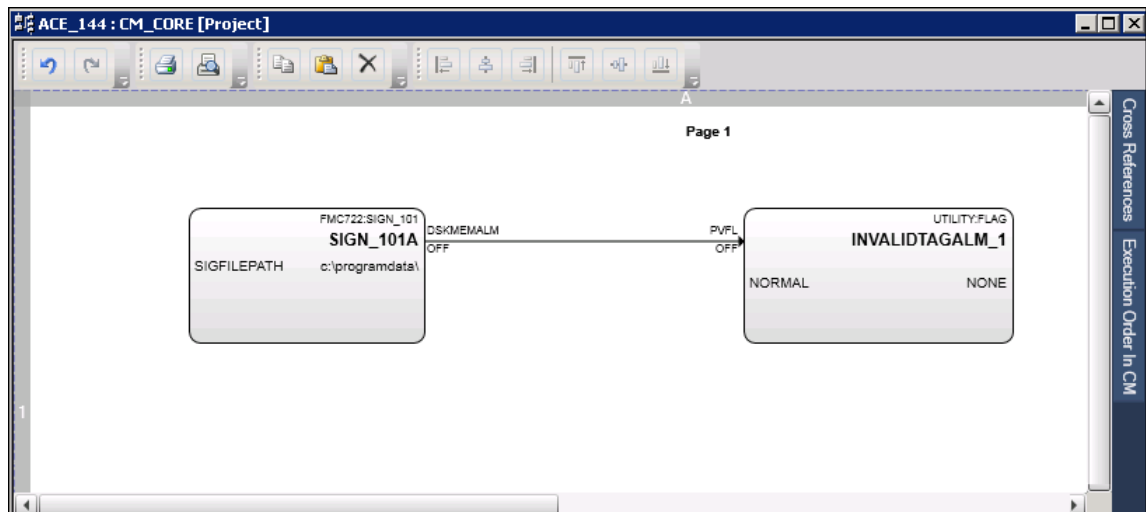 ACE_144 : CM_CORE [Project]
A
Page 1
FMC722:SIGN_101
SIGN_101A
SIGFILEPATH c:\programdata\
DSKMEMALM
OFF
PVFL
OFF
UTILITY:FLAG
INVALIDTAGALM_1
NORMAL NONE
1
Cross References
Execution Order In CM